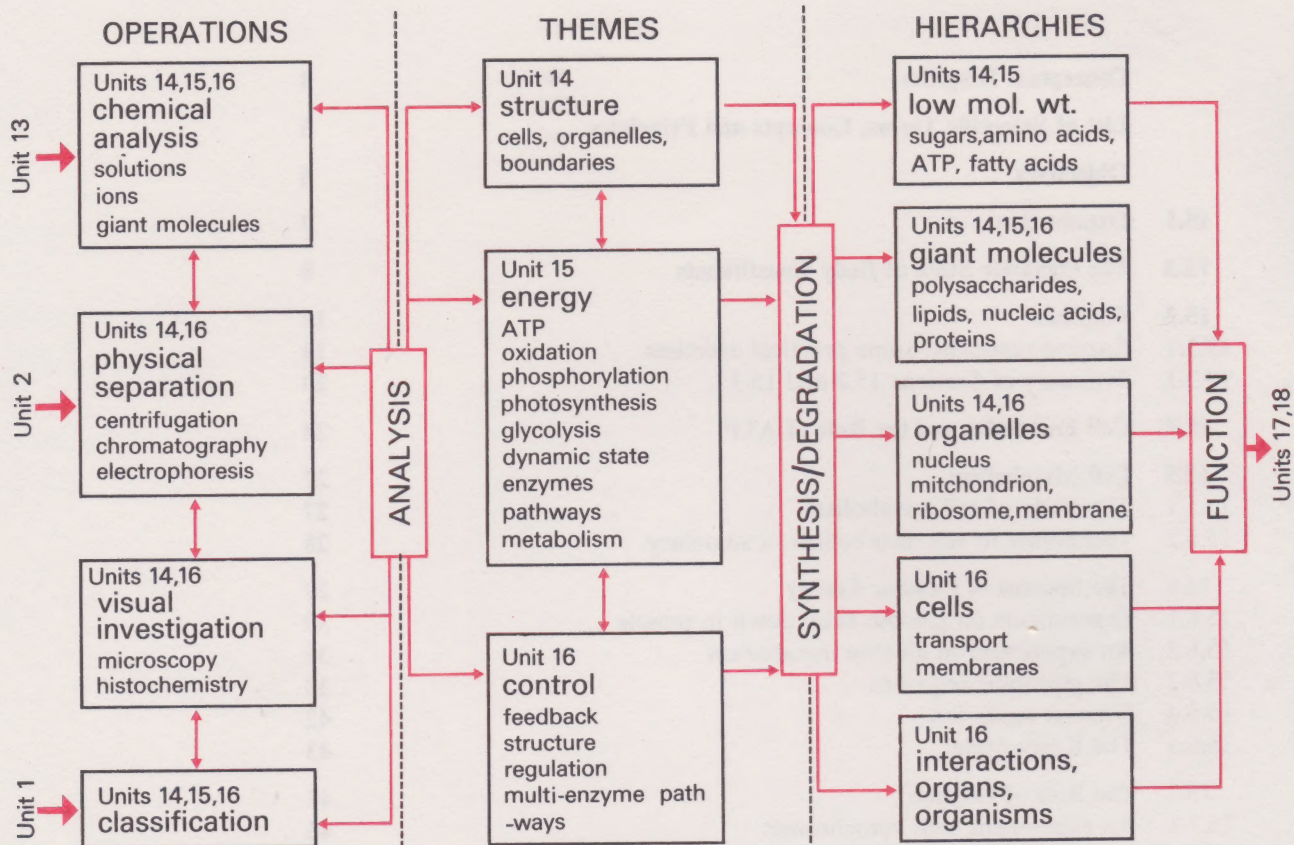 OPERATIONS
Unit 13
Units 14,15,16
chemical
analysis
solutions
ions
giant molecules
Unit 2
Units 14,16
physical
separation
centrifugation
chromatography
electrophoresis
Units 14,16
visual
investigation
microscopy
histochemistry
Unit 1
Units 14,15,16
classification
ANALYSIS
THEMES
Unit 14
structure
cells, organelles,
boundaries
Unit 15
energy
ATP
oxidation
phosphorylation
photosynthesis
glycolysis
dynamic state
enzymes
pathways
metabolism
Unit 16
control
feedback
structure
regulation
multi-enzyme path
-ways
SYNTHESIS/DEGRADATION
HIERARCHIES
Units 14,15
low mol. wt.
sugars,amino acids,
ATP, fatty acids
Units 14,15,16
giant molecules
polysaccharides,
lipids, nucleic acids,
proteins
Units 14,16
organelles
nucleus
mitchondrion,
ribosome,membrane
Unit 16
cells
transport
membranes
Unit 16
interactions,
organs,
organisms
FUNCTION
Units 17,18